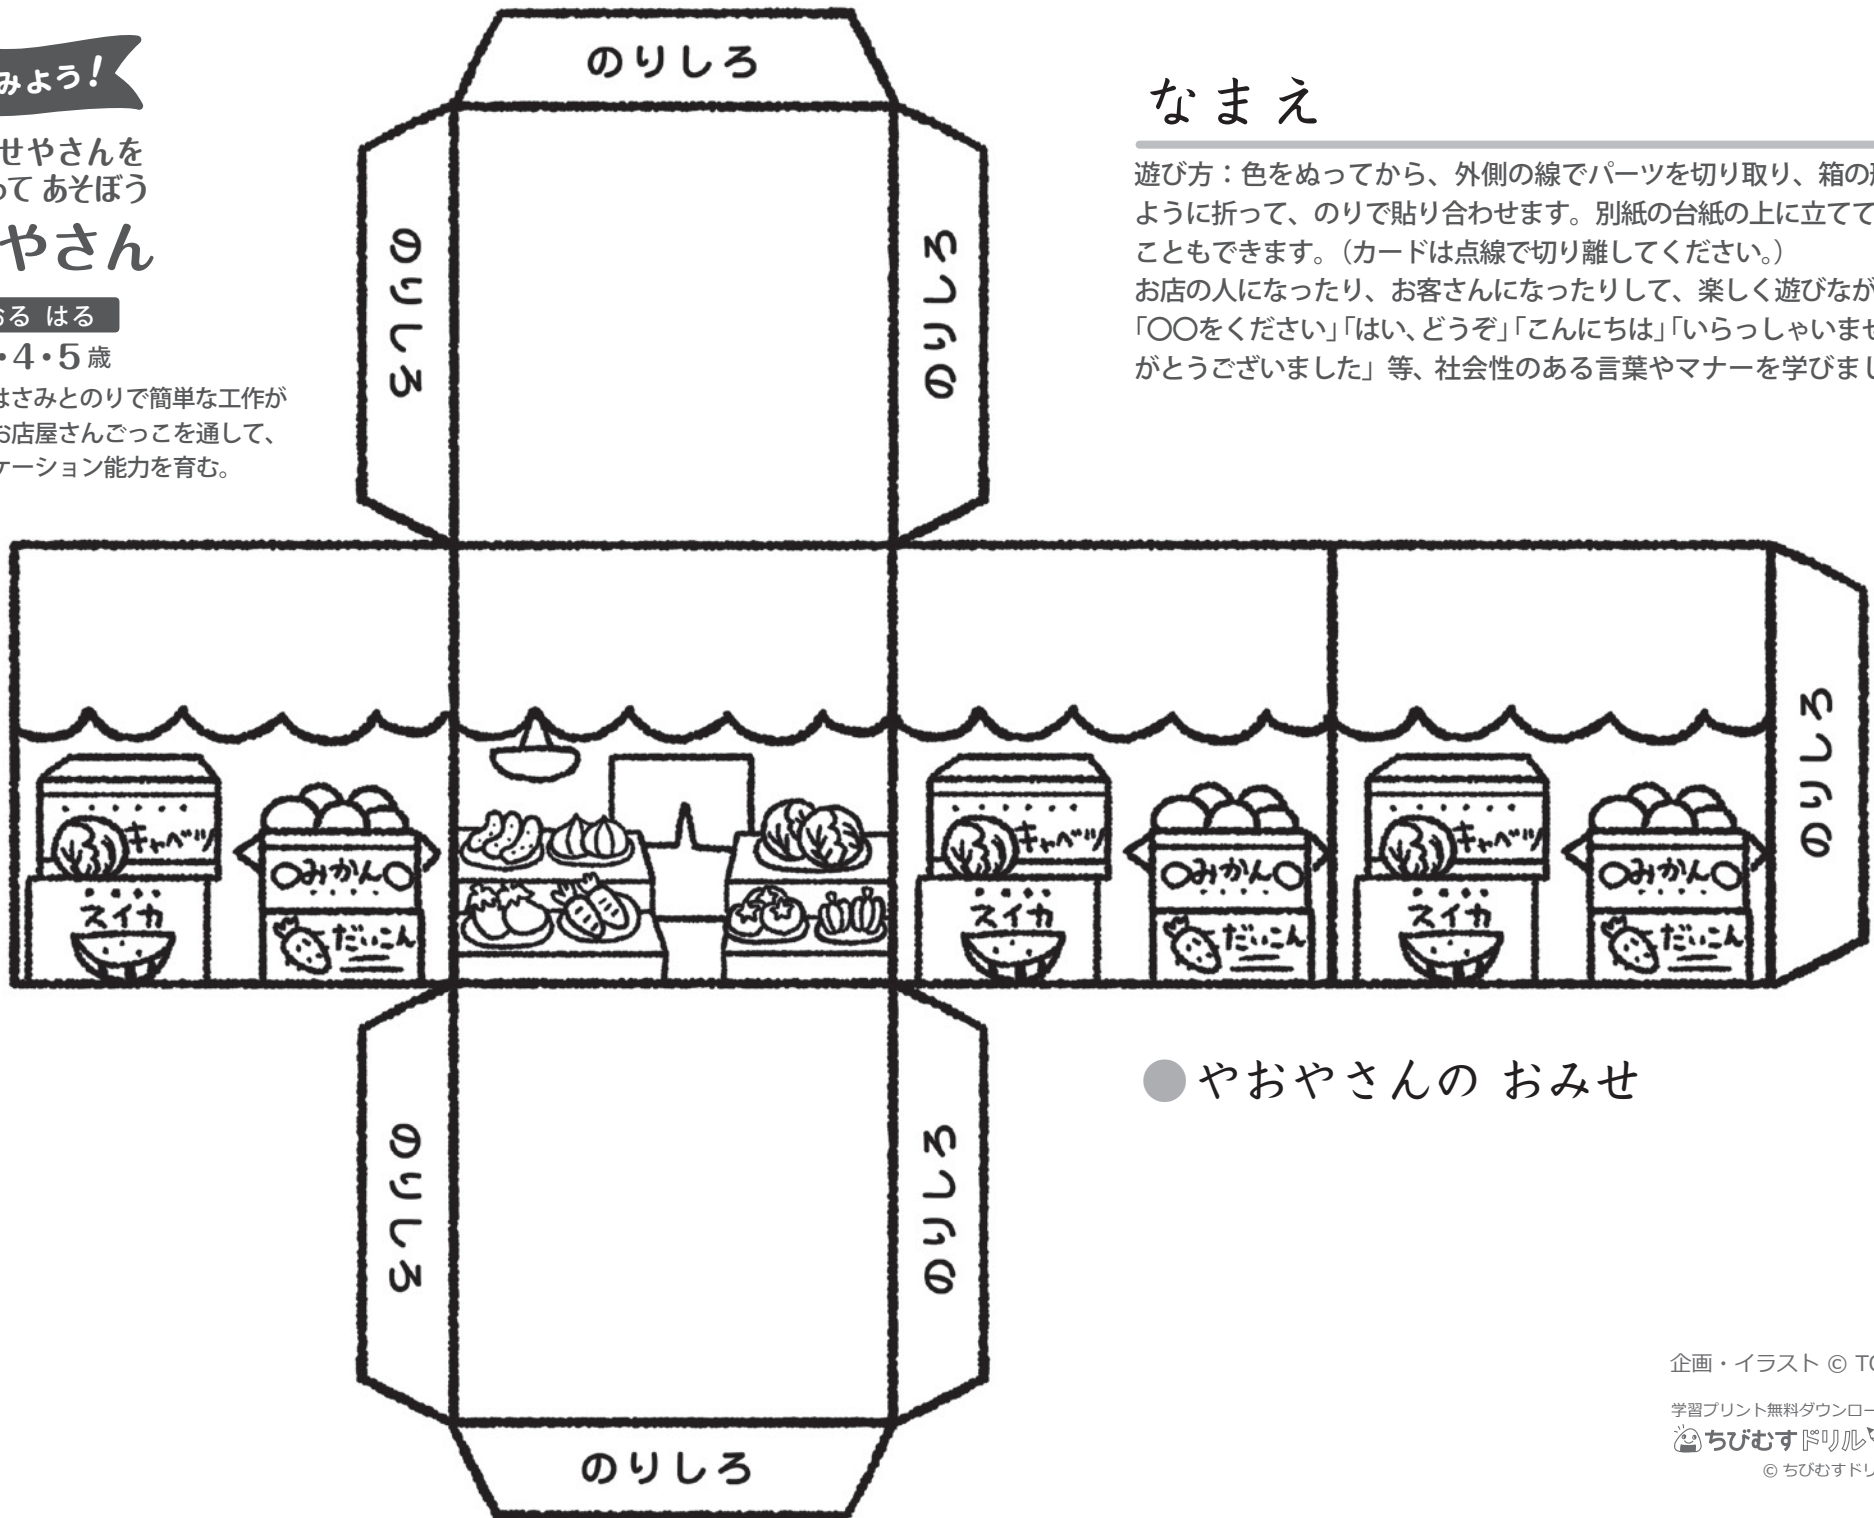 みよう!
せやさんを
って あそぼう
やさん
おる はる
・4・5歳
はさみとのりで簡単な工作が
お店屋さんごっこを通して、
ケーション能力を育む。
なまえ
遊び方：色をぬってから、外側の線でパーツを切り取り、箱の
ように折って、のりで貼り合わせます。別紙の台紙の上に立てて
こともできます。（カードは点線で切り離してください。）
お店の人になったり、お客さんになったりして、楽しく遊びなが
「〇〇をください」「はい、どうぞ」「こんにちは」「いらっしゃいませ
がとうございました」等、社会性のある言葉やマナーを学びまし
のりしろ
のりしろ
のりしろ
キャベツ
みかん
スイカ
だいこん
キャベツ
みかん
スイカ
だいこん
キャベツ
みかん
スイカ
だいこん
のりしろ
のりしろ
のりしろ
のりしろ
やおやさんの おみせ
企画・イラスト © TO
学習プリント無料ダウンロー
ちびむすドリル
© ちびむすドリ